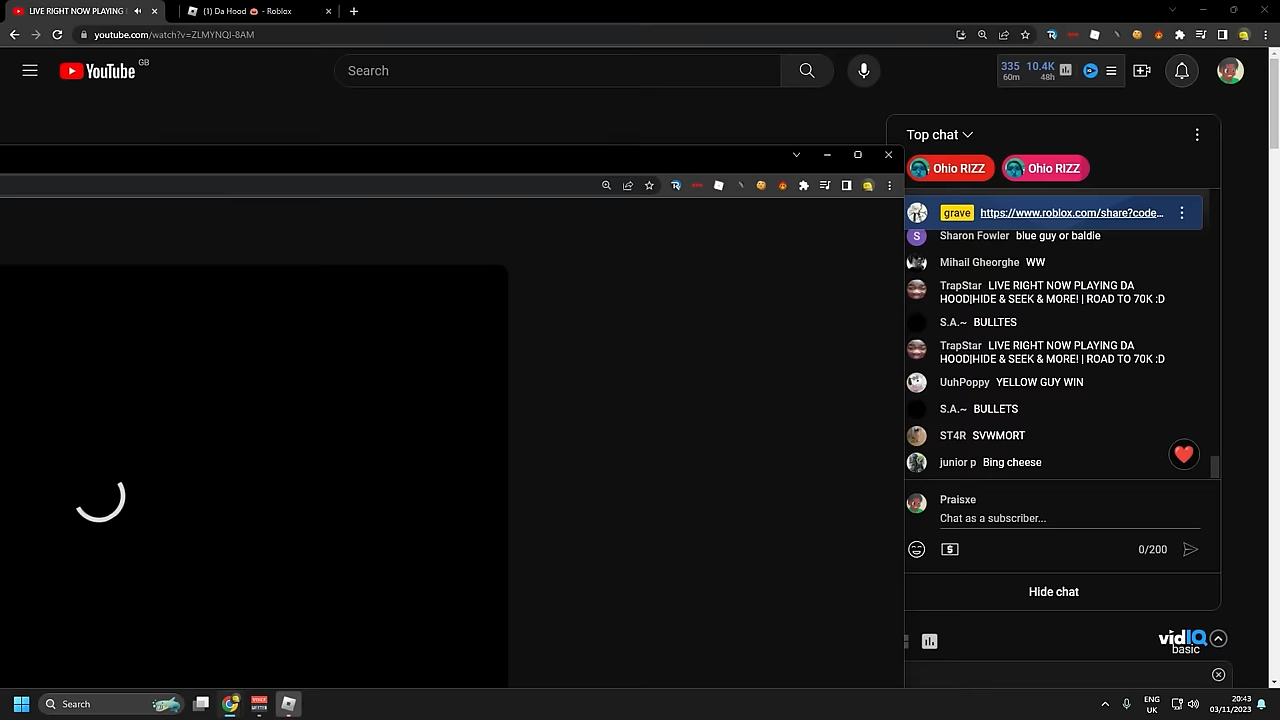 LIVE RIGHT NOW PLAYING
(1) Da Hood 🎃 - Roblox
youtube.com/watch?v=ZLMYNQI-8AM
YouTube GB
Search
335 10.4K
60m 48h
Top chat
Ohio RIZZ Ohio RIZZ
grave https://www.roblox.com/share?code...
S Sharon Fowler blue guy or baldie
Mihail Gheorghe WW
TrapStar LIVE RIGHT NOW PLAYING DA
HOOD|HIDE & SEEK & MORE! | ROAD TO 70K :D
S.A.~ BULLTES
TrapStar LIVE RIGHT NOW PLAYING DA
HOOD|HIDE & SEEK & MORE! | ROAD TO 70K :D
UuhPoppy YELLOW GUY WIN
S.A.~ BULLETS
ST4R SVWMORT
junior p Bing cheese
Praisxe
Chat as a subscriber...
0/200
Hide chat
vidIQ
basic
Search
ENG
UK
20:43
03/11/2023